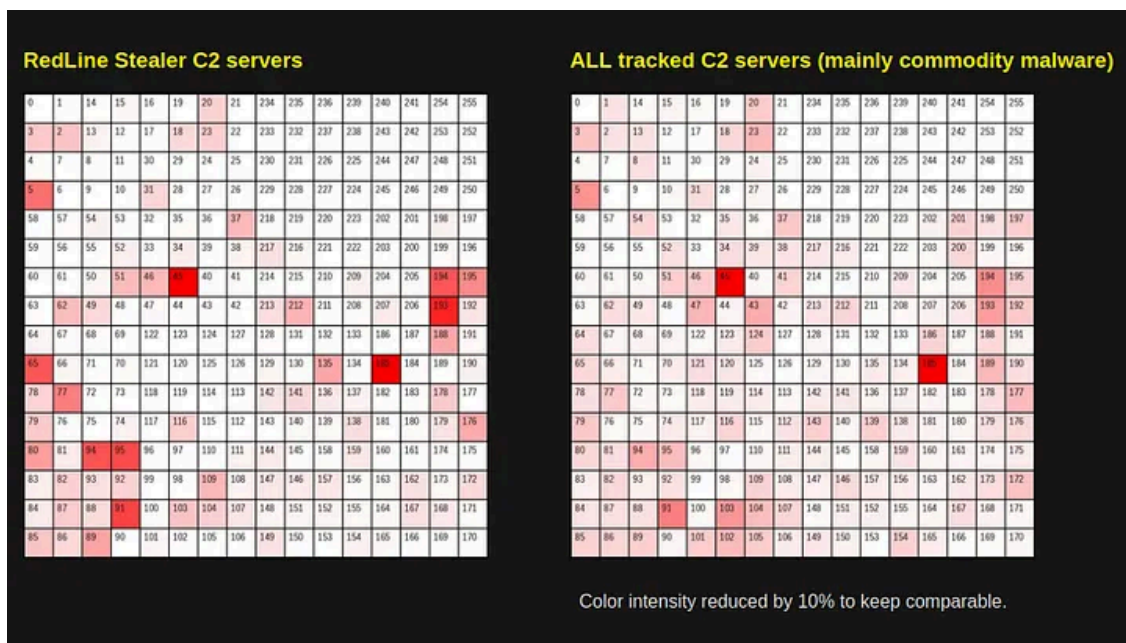 RedLine Stealer C2 servers
0 1 14 15 16 19 20 21 234 235 236 239 240 241 254 255
3 2 13 12 17 18 23 22 233 232 237 238 243 242 253 252
4 7 8 11 30 29 24 25 230 231 226 225 244 247 248 251
5 6 9 10 31 28 27 26 229 228 227 224 245 246 249 250
58 57 54 53 32 35 36 37 218 219 220 223 202 201 198 197
59 56 55 52 33 34 39 38 217 216 221 222 203 200 199 196
60 61 50 51 46 40 41 214 215 210 209 204 205 194 195
63 62 49 48 47 44 43 42 213 212 211 208 207 206 193 192
64 67 68 69 122 123 124 127 128 131 132 133 186 187 188 191
65 66 71 70 121 120 125 126 129 130 135 134 184 189 190
78 77 72 73 118 119 114 113 142 141 136 137 182 183 178 177
79 76 75 74 117 116 115 112 143 140 139 138 181 180 179 176
80 81 94 95 96 97 110 111 144 145 158 159 160 161 174 175
83 82 93 92 99 98 109 108 147 146 157 156 163 162 173 172
84 87 88 91 100 103 104 107 148 151 152 155 164 167 168 171
85 86 89 90 101 102 105 106 149 150 153 154 165 166 169 170
ALL tracked C2 servers (mainly commodity malware)
0 1 14 15 16 19 20 21 234 235 236 239 240 241 254 255
3 2 13 12 17 18 23 22 233 232 237 238 243 242 253 252
4 7 8 11 30 29 24 25 230 231 226 225 244 247 248 251
5 6 9 10 31 28 27 26 229 228 227 224 245 246 249 250
58 57 54 53 32 35 36 37 218 219 220 223 202 201 198 197
59 56 55 52 33 34 39 38 217 216 221 222 203 200 199 196
60 61 50 51 46 40 41 214 215 210 209 204 205 194 195
63 62 49 48 47 44 43 42 213 212 211 208 207 206 193 192
64 67 68 69 122 123 124 127 128 131 132 133 186 187 188 191
65 66 71 70 121 120 125 126 129 130 135 134 184 189 190
78 77 72 73 118 119 114 113 142 141 136 137 182 183 178 177
79 76 75 74 117 116 115 112 143 140 139 138 181 180 179 176
80 81 94 95 96 97 110 111 144 145 158 159 160 161 174 175
83 82 93 92 99 98 109 108 147 146 157 156 163 162 173 172
84 87 88 91 100 103 104 107 148 151 152 155 164 167 168 171
85 86 89 90 101 102 105 106 149 150 153 154 165 166 169 170
Color intensity reduced by 10% to keep comparable.